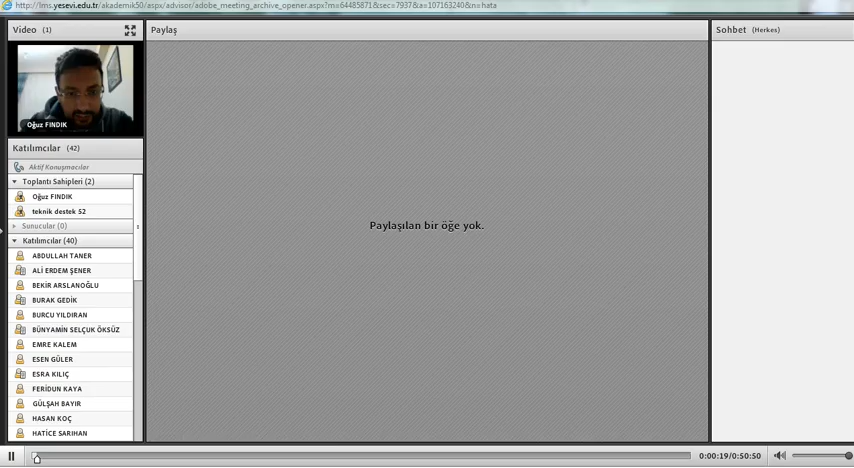 http://lms.yesevi.edu.tr/akademik50/aspx/advisor/adobe_meeting_archive_opener.aspx?m=64485871&sec=7937&a=107163240&n=hata
Video (1)
Oğuz FINDIK
Katılımcılar (42)
Aktif Konuşmacılar
Toplantı Sahipleri (2)
Oğuz FINDIK
teknik destek 52
Sunucular (0)
Katılımcılar (40)
ABDULLAH TANER
ALİ ERDEM ŞENER
BEKİR ARSLANOĞLU
BURAK GEDİK
BURCU YILDIRAN
BÜNYAMİN SELÇUK ÖKSÜZ
EMRE KALEM
ESEN GÜLER
ESRA KILIÇ
FERİDUN KAYA
GÜLŞAH BAYIR
HASAN KOÇ
HATİCE SARIHAN
Paylaş
Paylaşılan bir öğe yok.
Sohbet (Herkes)
0:00:19/0:50:50